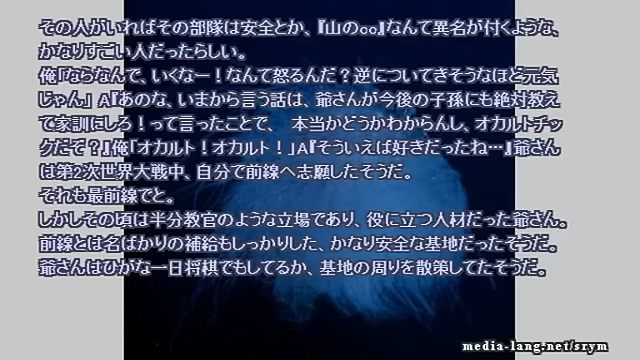 その人がいればその部隊は安全とか、『山の○○』なんて異名が付くような、
かなりすごい人だったらしい。
俺「ならなんで、いくなー！なんて怒るんだ？逆についてきそうなほど元気
じゃん」A『あのな、いまから言う話は、爺さんが今後の子孫にも絶対教え
て家訓にしろ！って言ったことで、　本当かどうかわからんし、オカルトチッ
クだぞ？』俺「オカルト！オカルト！」A『そういえば好きだったね…』爺さん
は第2次世界大戦中、自分で前線へ志願したそうだ。
それも最前線でと。
しかしその頃は半分教官のような立場であり、役に立つ人材だった爺さん。
前線とは名ばかりの補給もしっかりした、かなり安全な基地だったそうだ。
爺さんはひがな一日将棋でもしてるか、基地の周りを散策してたそうだ。
media-lang.net/srym